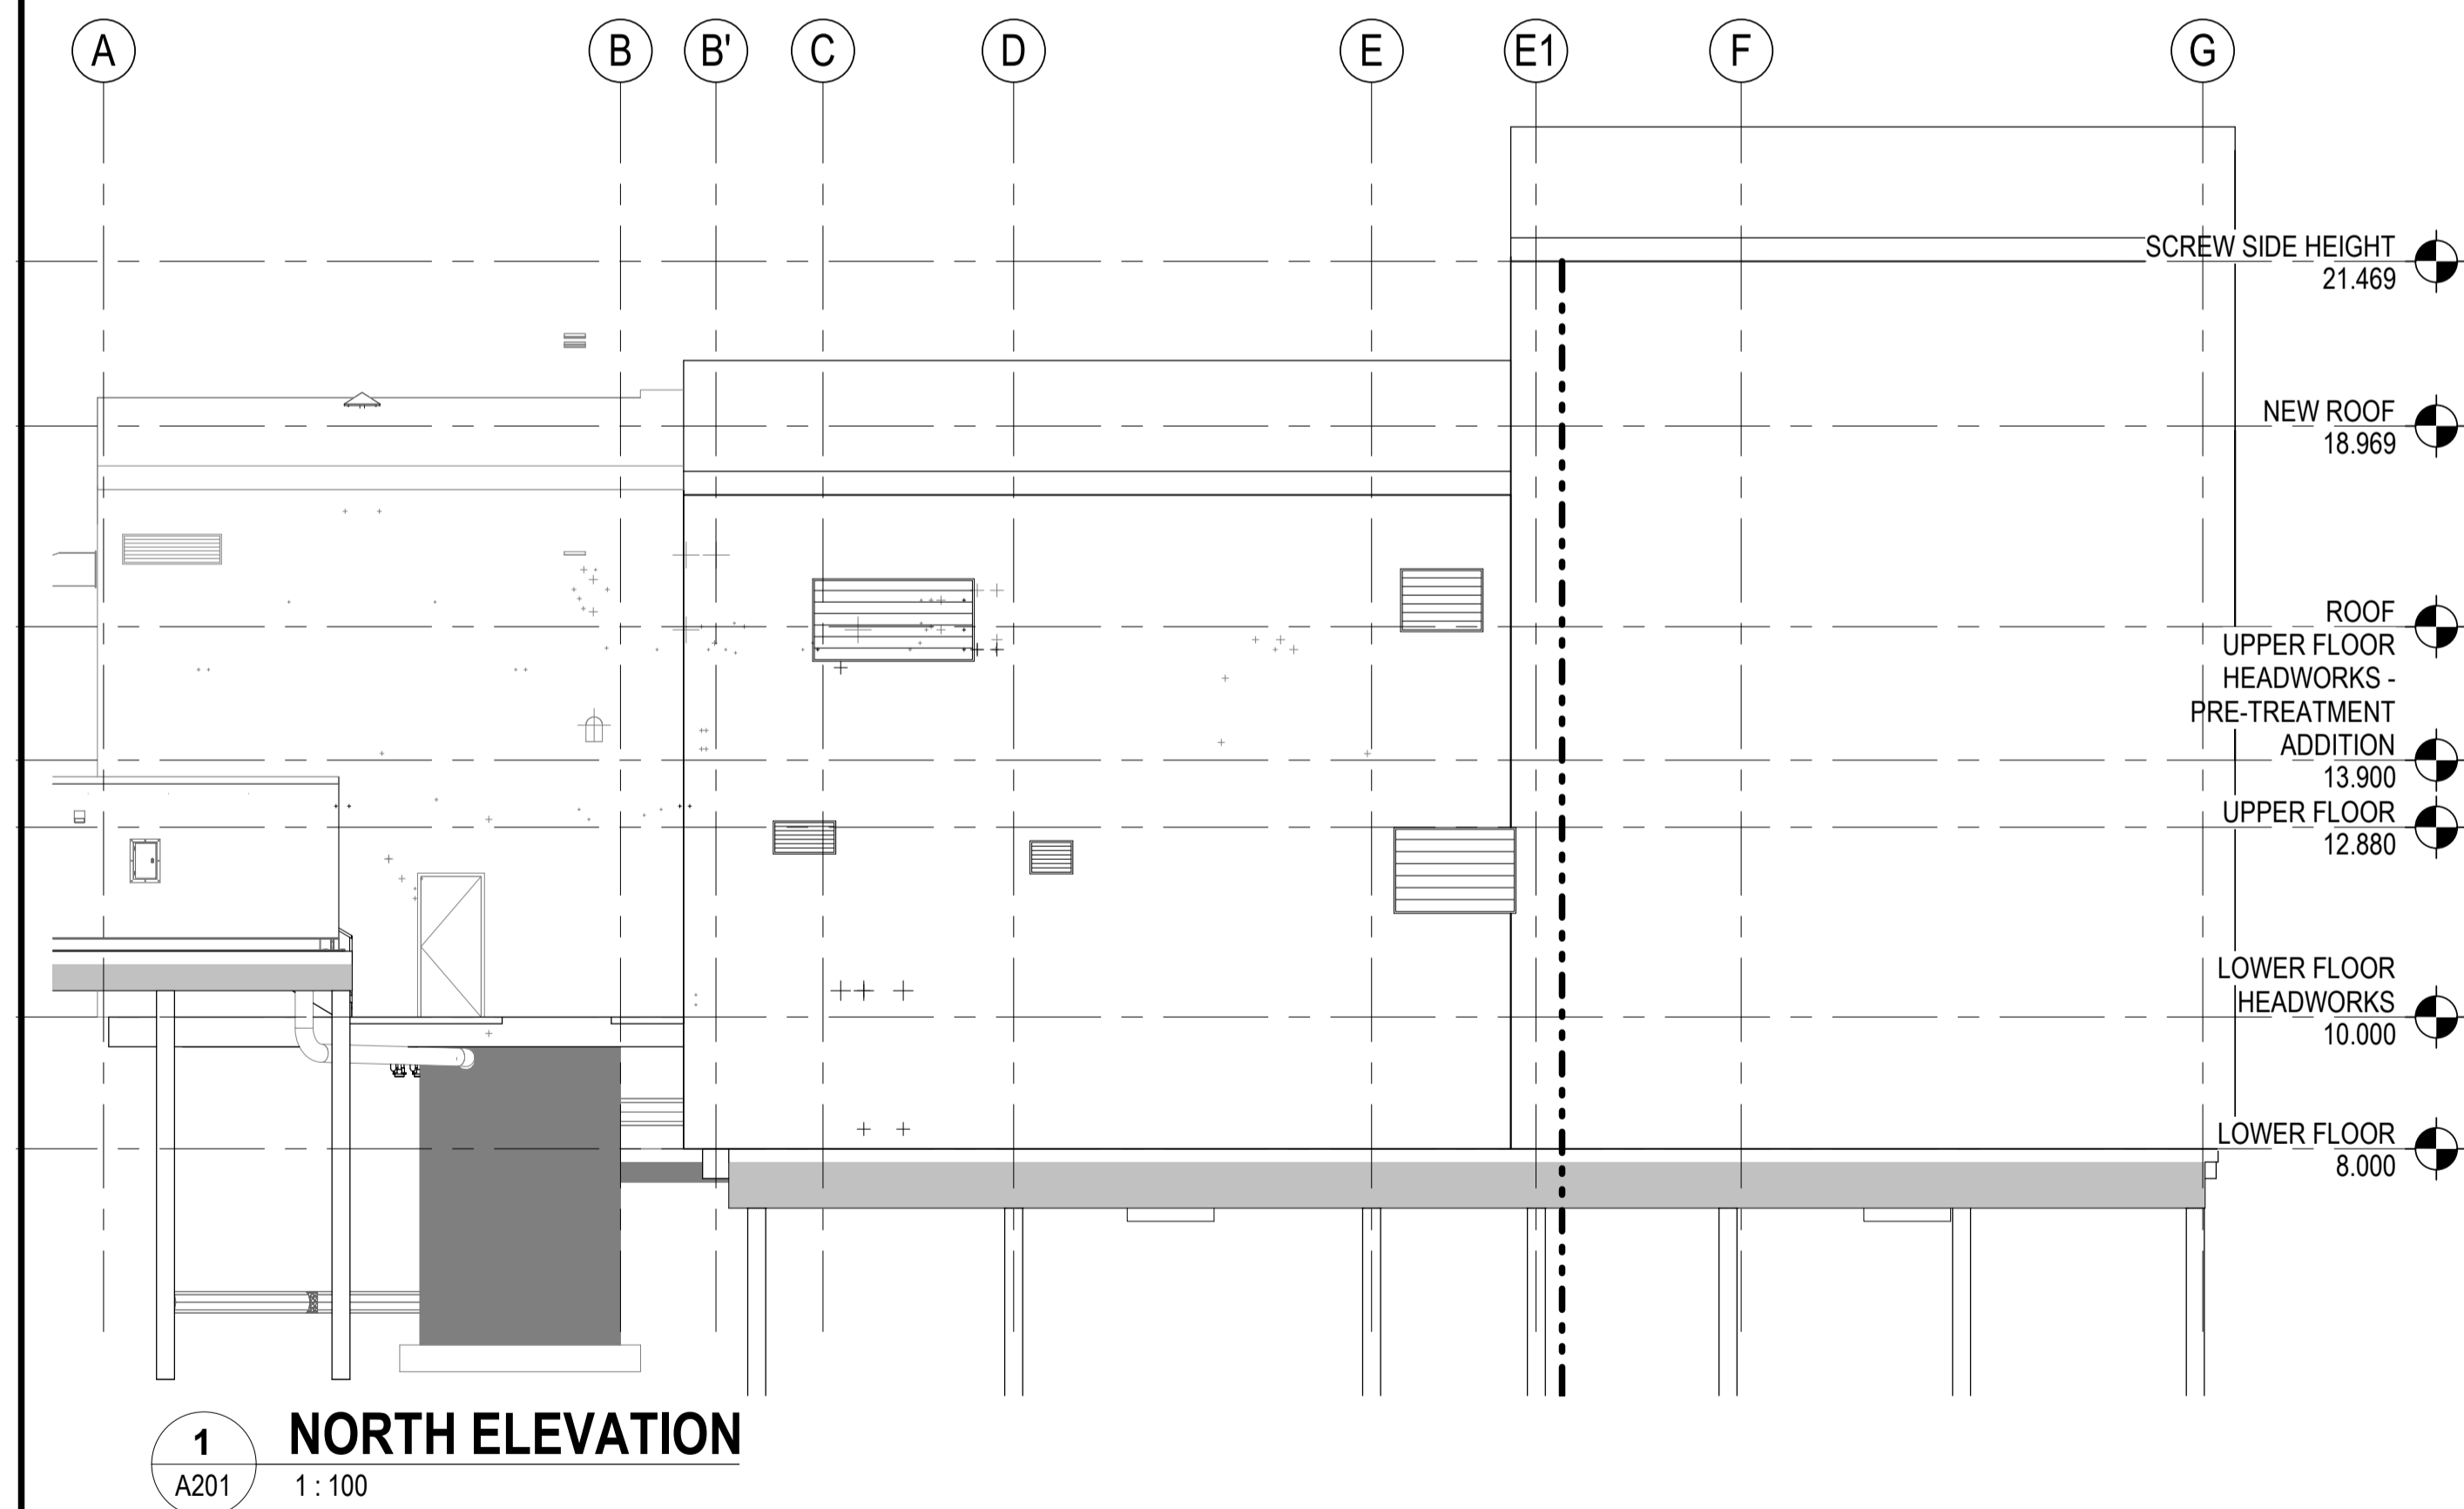 A B B' C D E E1 F G
SCREW SIDE HEIGHT
21.469
NEW ROOF
18.969
ROOF
UPPER FLOOR
HEADWORKS -
PRE-TREATMENT
ADDITION
13.900
UPPER FLOOR
12.880
LOWER FLOOR
HEADWORKS
10.000
LOWER FLOOR
8.000
1 NORTH ELEVATION
A201 1 : 100